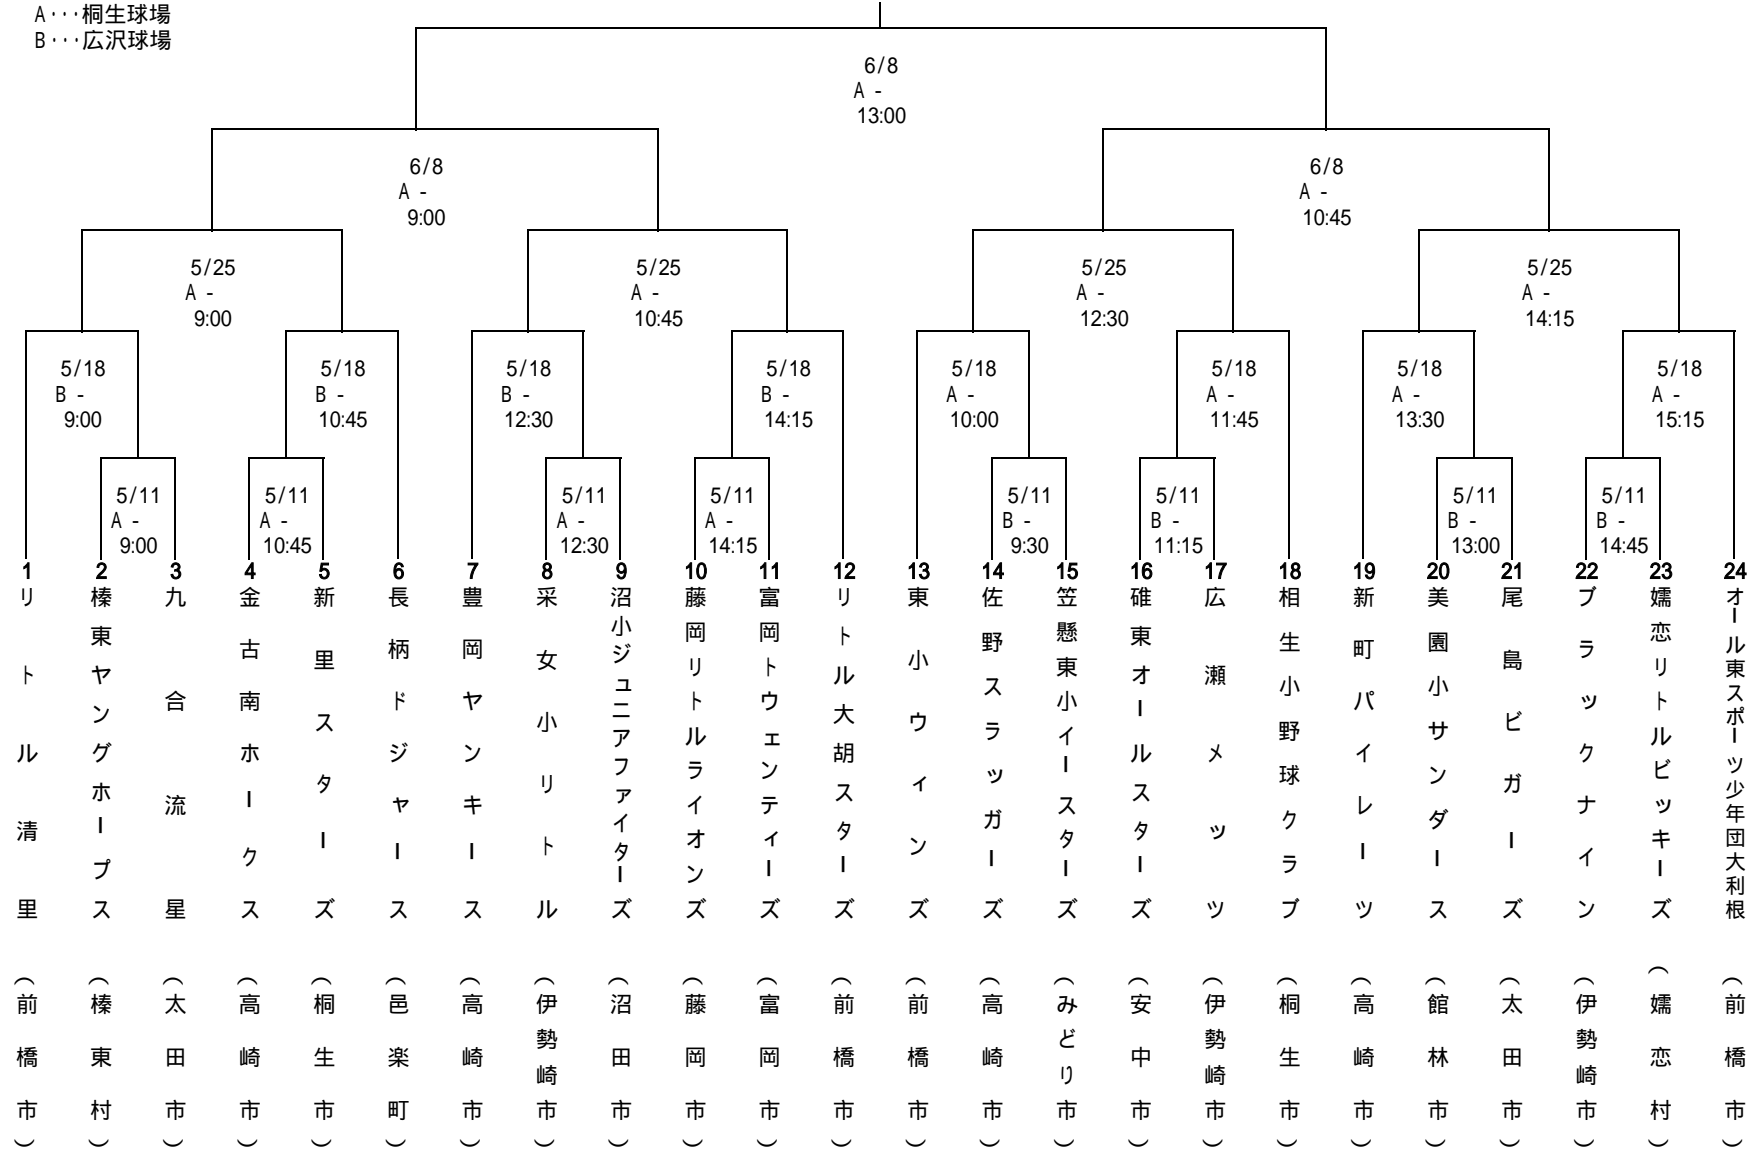 A･･･桐生球場
B･･･広沢球場
6/8
A -
13:00
6/8
A -
9:00
6/8
A -
10:45
5/25
A -
9:00
5/25
A -
10:45
5/25
A -
12:30
5/25
A -
14:15
5/18
B -
9:00
5/18
B -
10:45
5/18
B -
12:30
5/18
B -
14:15
5/18
A -
10:00
5/18
A -
11:45
5/18
A -
13:30
5/18
A -
15:15
5/11
A -
9:00
5/11
A -
10:45
5/11
A -
12:30
5/11
A -
14:15
5/11
B -
9:30
5/11
B -
11:15
5/11
B -
13:00
5/11
B -
14:45
1 リトル清里（前橋市）
2 榛東ヤングホープス（榛東村）
3 九合流星（太田市）
4 金古南ホークス（高崎市）
5 新里スターズ（桐生市）
6 長柄ドジャース（邑楽町）
7 豊岡ヤンキース（高崎市）
8 采女小リトル（伊勢崎市）
9 沼小ジュニアファイターズ（沼田市）
10 藤岡リトルライオンズ（藤岡市）
11 富岡トウェンティーズ（富岡市）
12 リトル大胡スターズ（前橋市）
13 東小ウィンズ（前橋市）
14 佐野スラッガーズ（高崎市）
15 笠懸東小イースターズ（みどり市）
16 碓東オールスターズ（安中市）
17 広瀬メッツ（伊勢崎市）
18 相生小野球クラブ（桐生市）
19 新町パイレーツ（高崎市）
20 美園小サンダース（館林市）
21 尾島ビガーズ（太田市）
22 ブラックナイン（伊勢崎市）
23 嬬恋リトルビッキーズ（嬬恋村）
24 オール東スポーツ少年団大利根（前橋市）